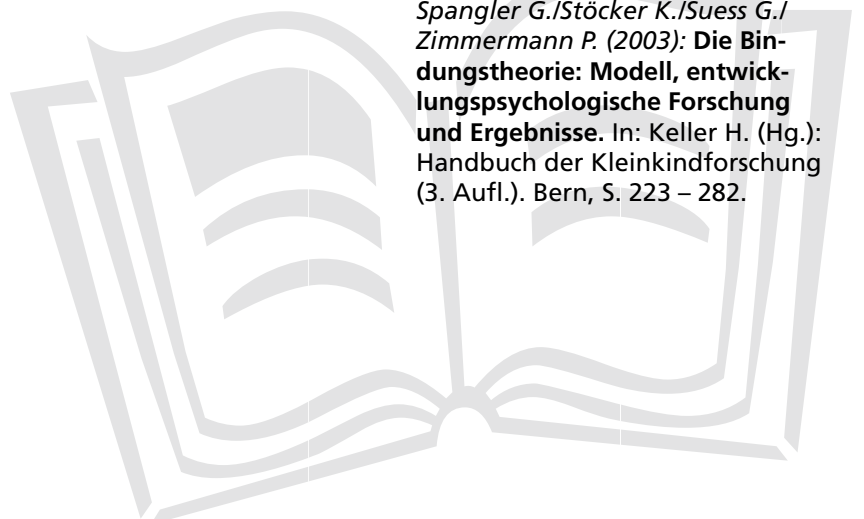 Spangler G./Stöcker K./Suess G./
Zimmermann P. (2003): Die Bin-
dungstheorie: Modell, entwick-
lungspsychologische Forschung
und Ergebnisse. In: Keller H. (Hg.):
Handbuch der Kleinkindforschung
(3. Aufl.). Bern, S. 223 – 282.